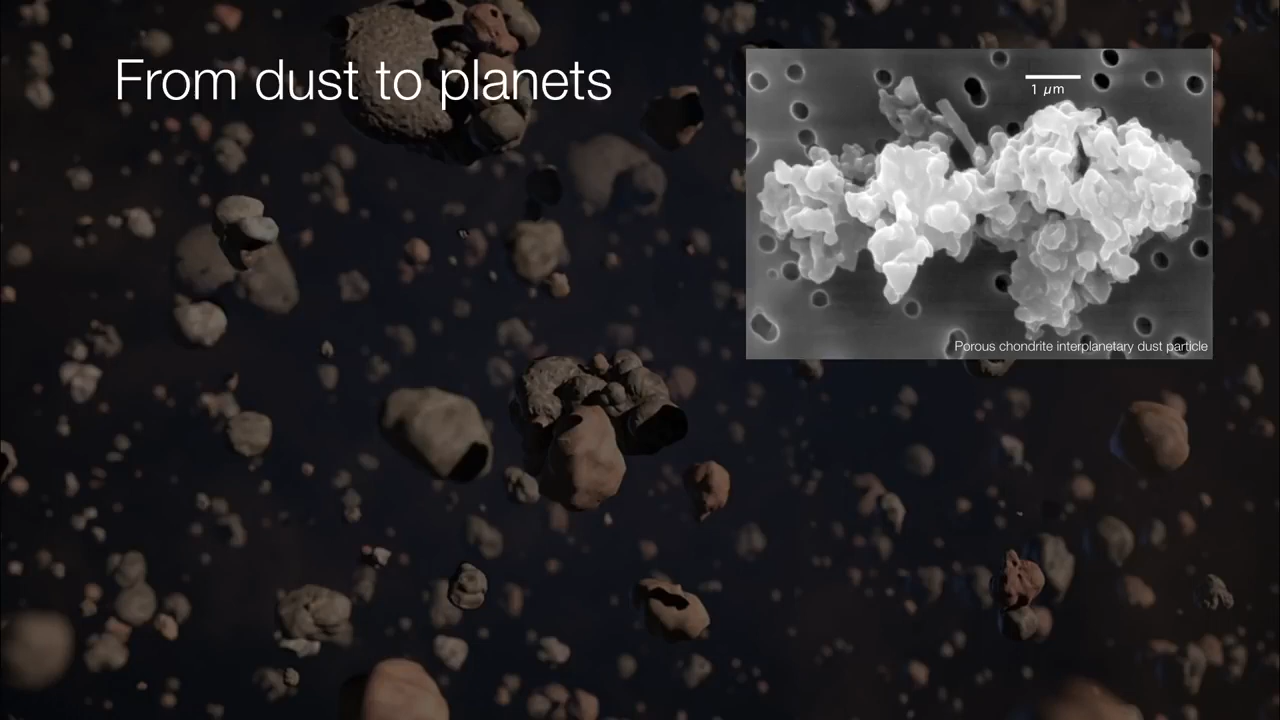 From dust to planets
1 μm
Porous chondrite interplanetary dust particle